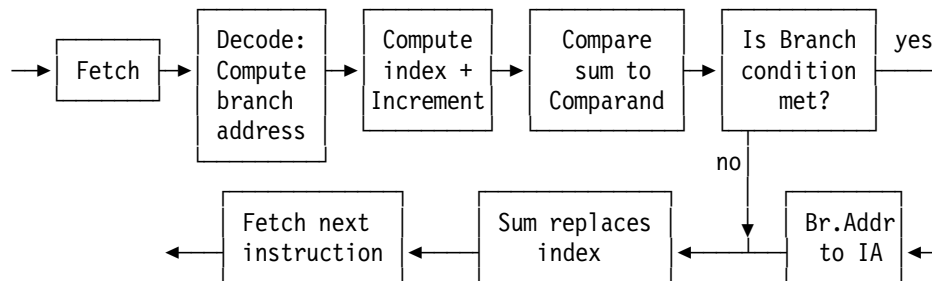 Fetch
Decode:
Compute
branch
address
Compute
index +
Increment
Compare
sum to
Comparand
Is Branch
condition
met?
yes
no
Fetch next
instruction
Sum replaces
index
Br.Addr
to IA